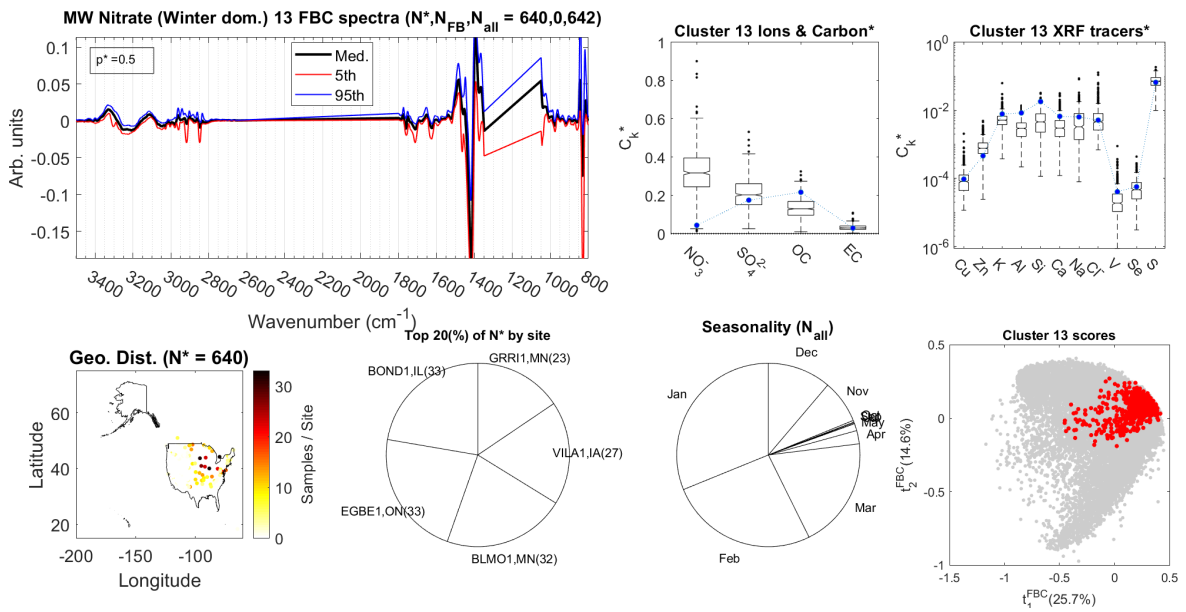 MW Nitrate (Winter dom.) 13 FBC spectra (N*,N_FB,N_all = 640,0,642)
p* =0.5
Med.
5th
95th
0.1
0.05
0
-0.05
-0.1
-0.15
Arb. units
3400 3200 3000 2800 2600 2400 2200 2000 1800 1600 1400 1200 1000 800
Wavenumber (cm⁻¹)
Cluster 13 Ions & Carbon*
1
0.8
0.6
0.4
0.2
0
C_k*
NO₃⁻ SO₄²⁻ OC EC
Cluster 13 XRF tracers*
10⁰
10⁻²
10⁻⁴
10⁻⁶
C_k*
Cu Zn K Al Si Ca Na Cl V Se S
Geo. Dist. (N* = 640)
60
40
20
Latitude
-200 -150 -100
Longitude
30
20
10
0
Samples / Site
Top 20(%) of N* by site
GRRI1,MN(23)
BOND1,IL(33)
VILA1,IA(27)
EGBE1,ON(33)
BLMO1,MN(32)
Seasonality (N_all)
Dec
Nov
Jan
May
Apr
Mar
Feb
Cluster 13 scores
0.5
0
-0.5
-1
t₂^FBC(14.6%)
-1.5 -1 -0.5 0 0.5
t₁^FBC(25.7%)